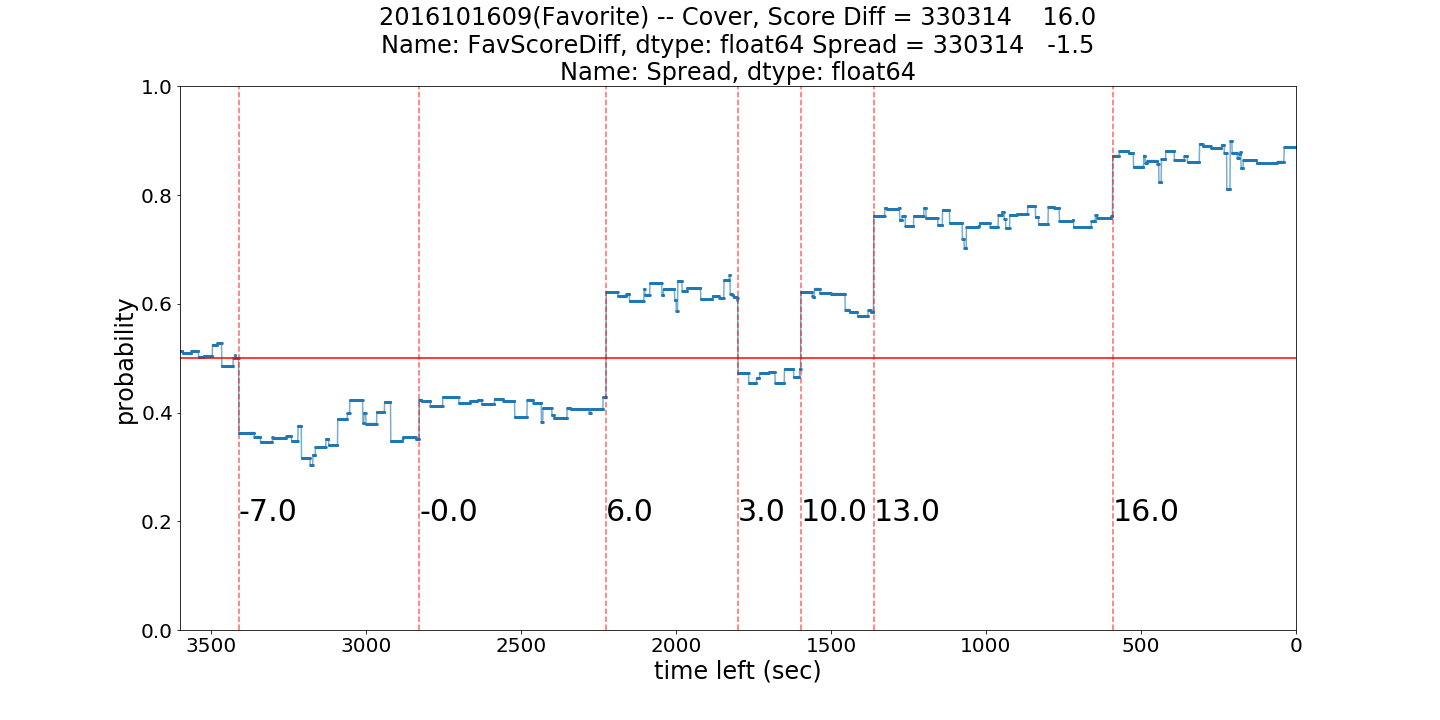 2016101609(Favorite) -- Cover, Score Diff = 330314    16.0
Name: FavScoreDiff, dtype: float64 Spread = 330314   -1.5
Name: Spread, dtype: float64
1.0
0.8
0.6
0.4
0.2
0.0
probability
-7.0 -0.0 6.0 3.0 10.0 13.0 16.0
3500 3000 2500 2000 1500 1000 500 0
time left (sec)